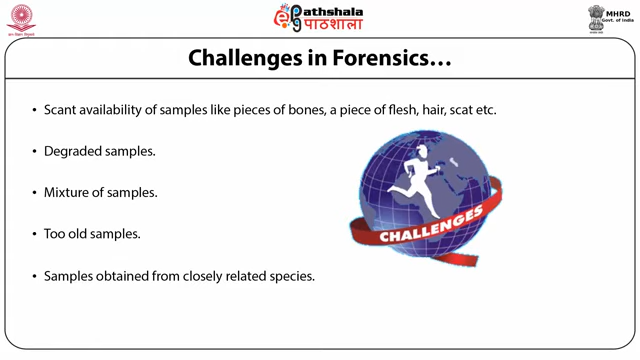 Pathshala
पाठशाला
MHRD
Govt. of India
Challenges in Forensics…
• Scant availability of samples like pieces of bones, a piece of flesh, hair, scat etc.
• Degraded samples.
• Mixture of samples.
• Too old samples.
• Samples obtained from closely related species.
CHALLENGES